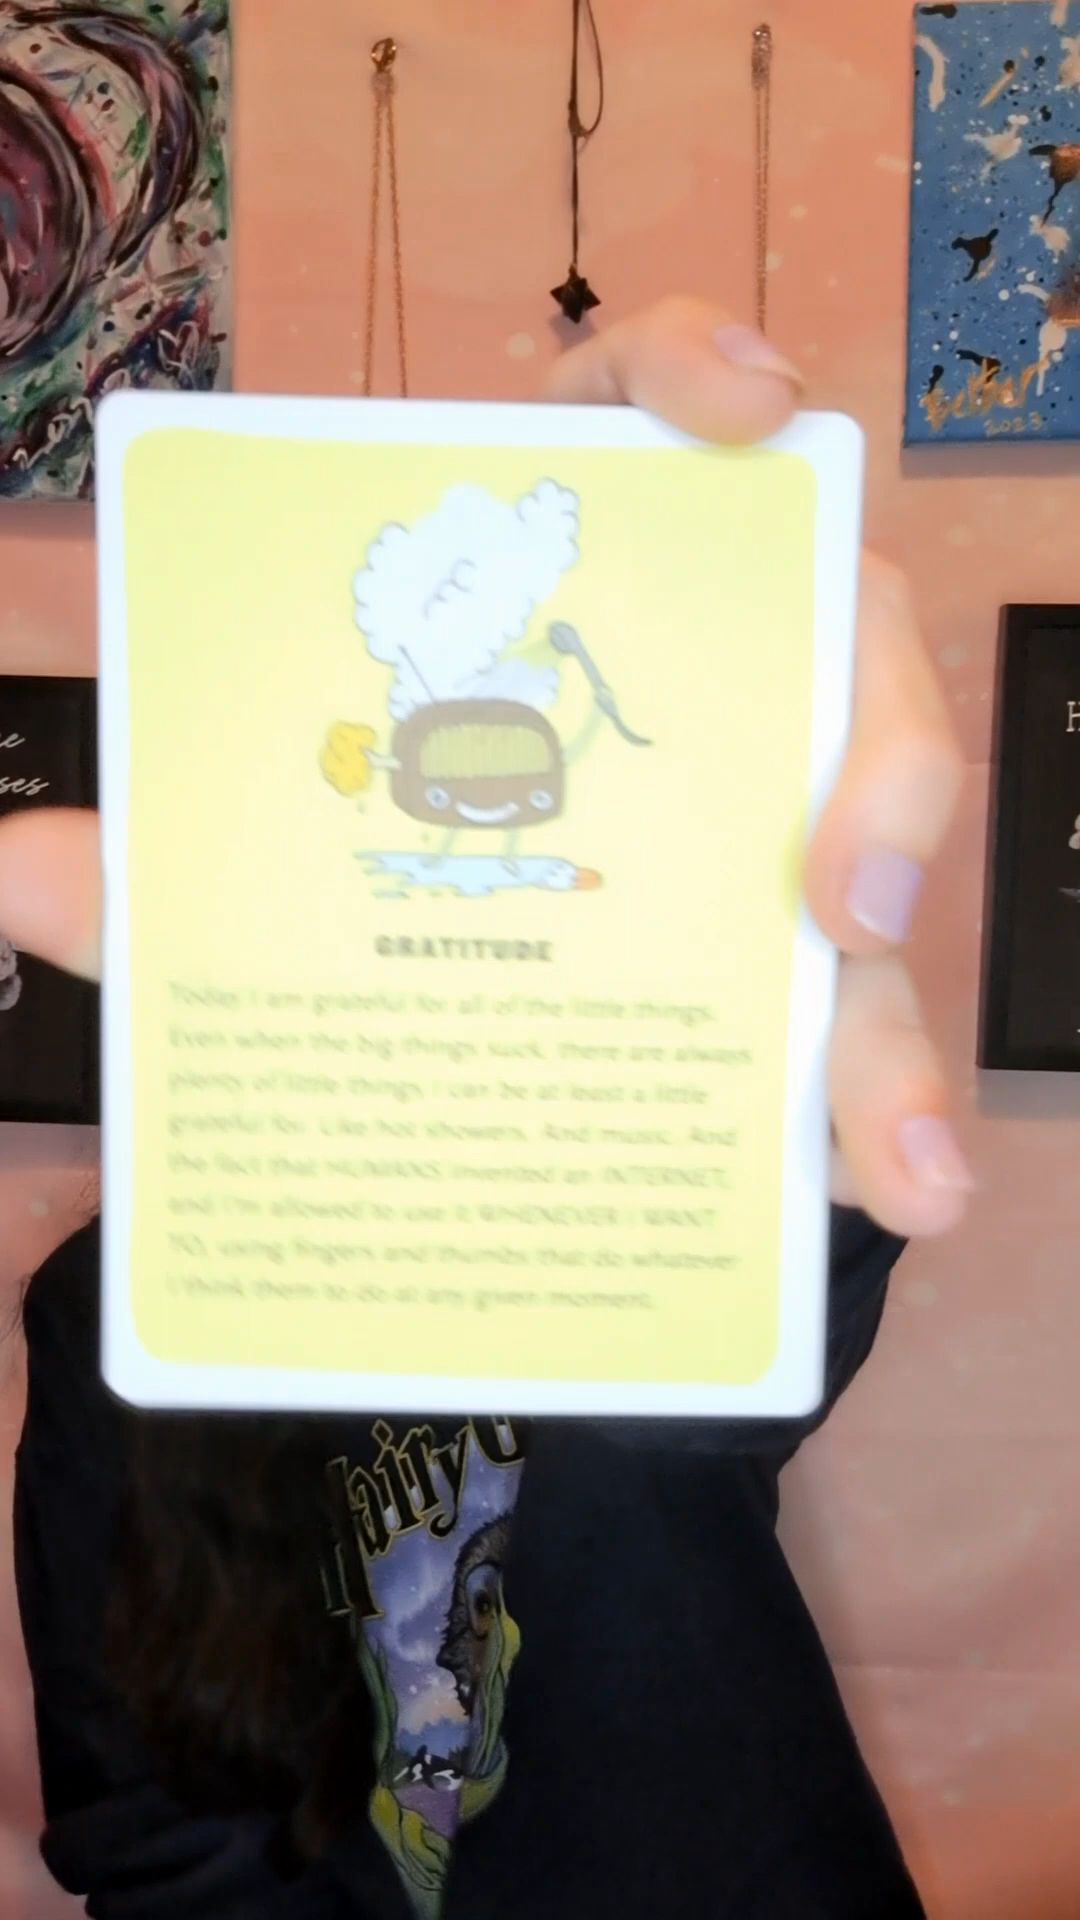 Berber
2023
ses
H
GRATITUDE
Today I am grateful for all of the little things.
Even when the big things suck, there are always
plenty of little things I can be at least a little
grateful for. Like hot showers. And music. And
the fact that HUMANS invented an INTERNET,
and I'm allowed to use it WHENEVER I WANT
TO, using fingers and thumbs that do whatever
I think them to do at any given moment.